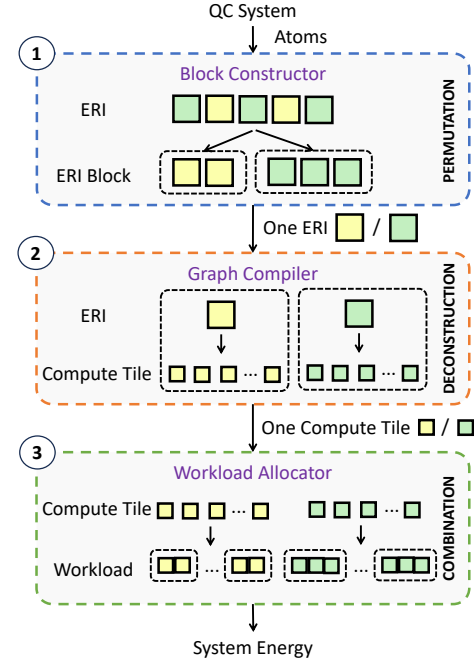 QC System
Atoms
1
Block Constructor
ERI
ERI Block
PERMUTATION
One ERI /
2
Graph Compiler
ERI
Compute Tile
...
...
DECONSTRUCTION
One Compute Tile /
3
Workload Allocator
Compute Tile
...
...
Workload
...
...
COMBINATION
System Energy